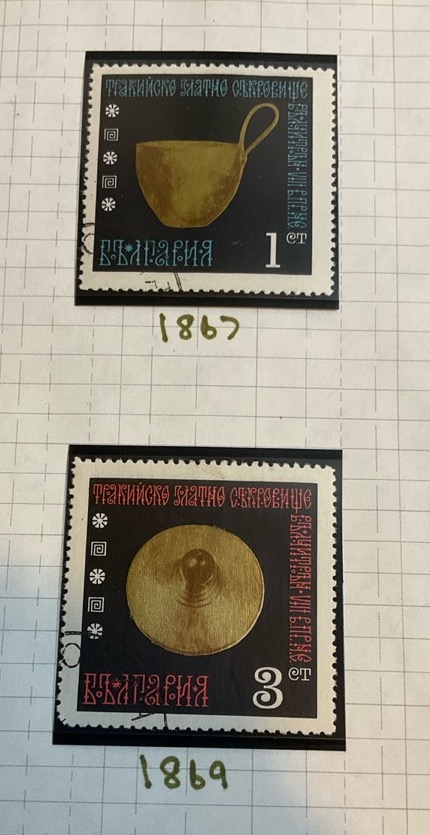 ТРАКИЙСКО ЗЛАТНО СЪКРОВИЩЕ
ВЪЛЧИТРЪН · VIII В. ПР. Н. Е.
БЪЛГАРИЯ
1 СТ
1867
ТРАКИЙСКО ЗЛАТНО СЪКРОВИЩЕ
ВЪЛЧИТРЪН · VIII В. ПР. Н. Е.
БЪЛГАРИЯ
3 СТ
1869